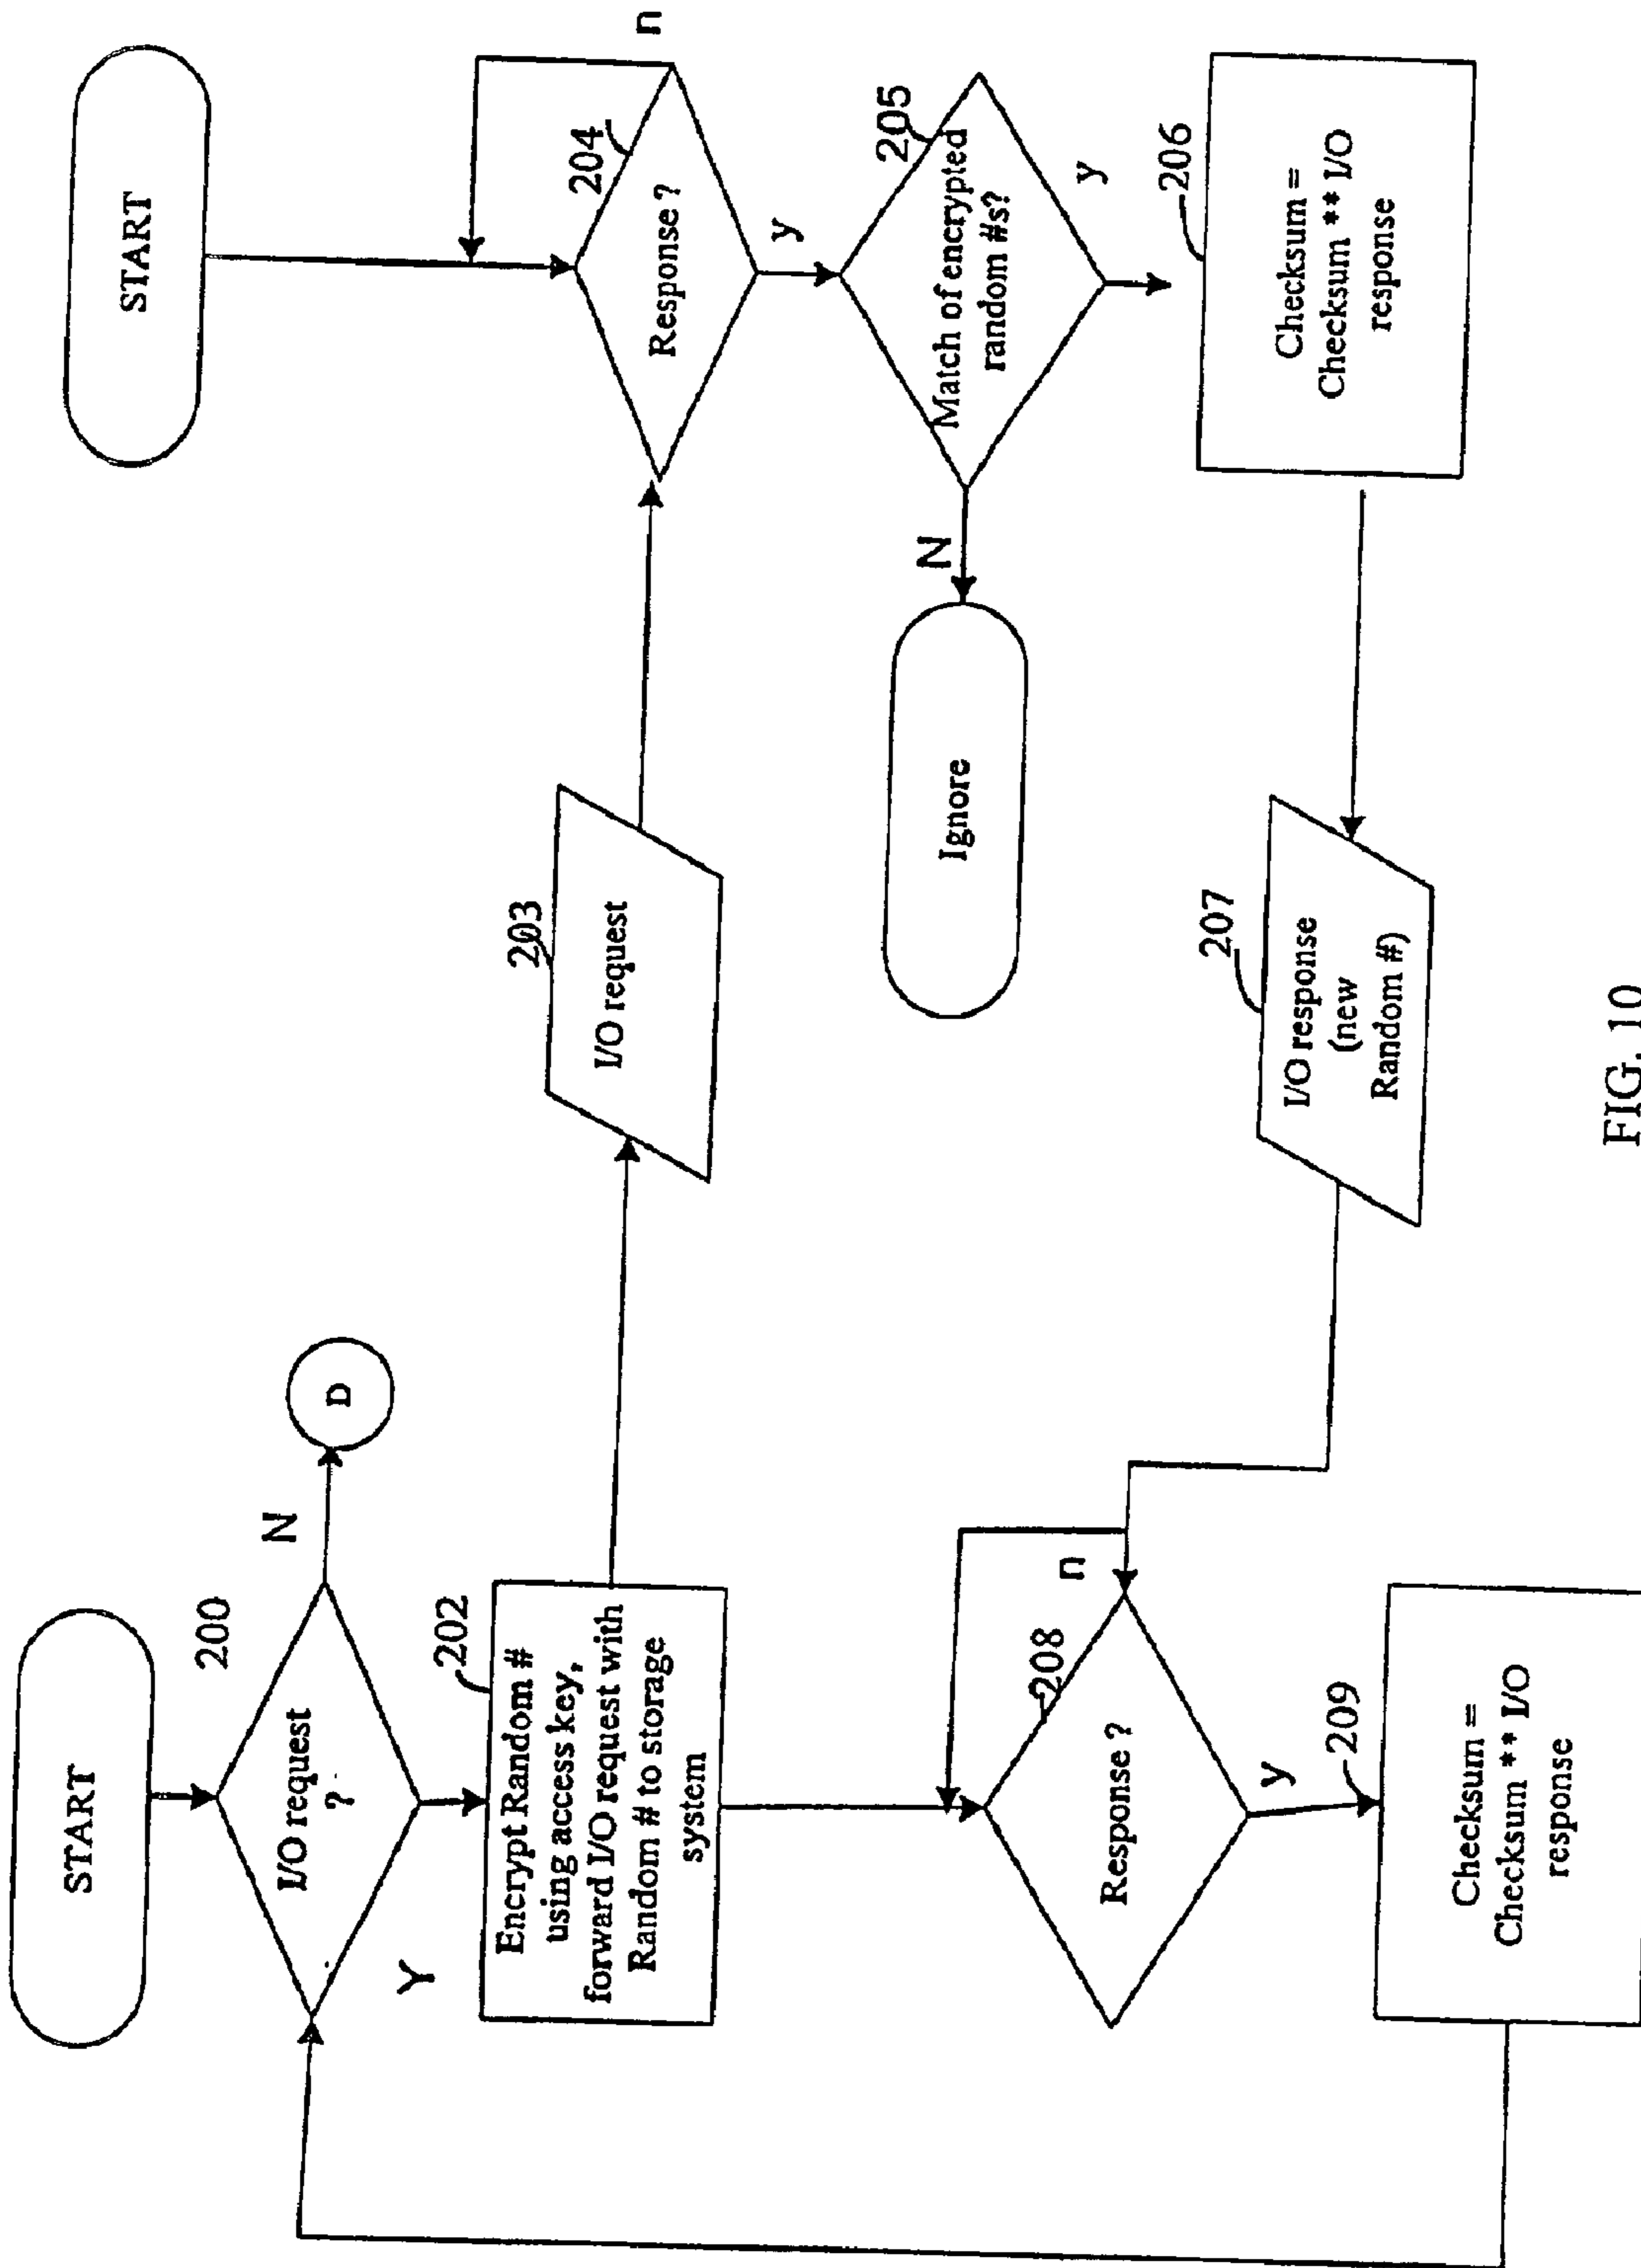 START
I/O request
?
200
N
D
Y
202
Encrypt Random #
using access key,
forward I/O request with
Random # to storage
system
203
I/O request
START
204
Response ?
n
y
205
Match of encrypted
random #s?
N
Ignore
y
206
Checksum =
Checksum ** I/O
response
207
I/O response
(new
Random #)
208
Response ?
n
y
209
Checksum =
Checksum ** I/O
response
FIG. 10